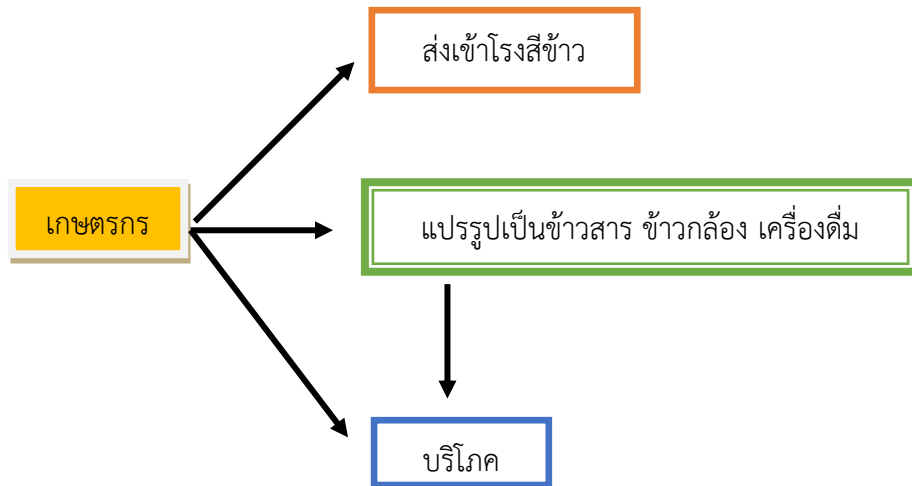 ส่งเข้าโรงสีข้าว
เกษตรกร
แปรรูปเป็นข้าวสาร ข้าวกล้อง เครื่องดื่ม
บริโภค